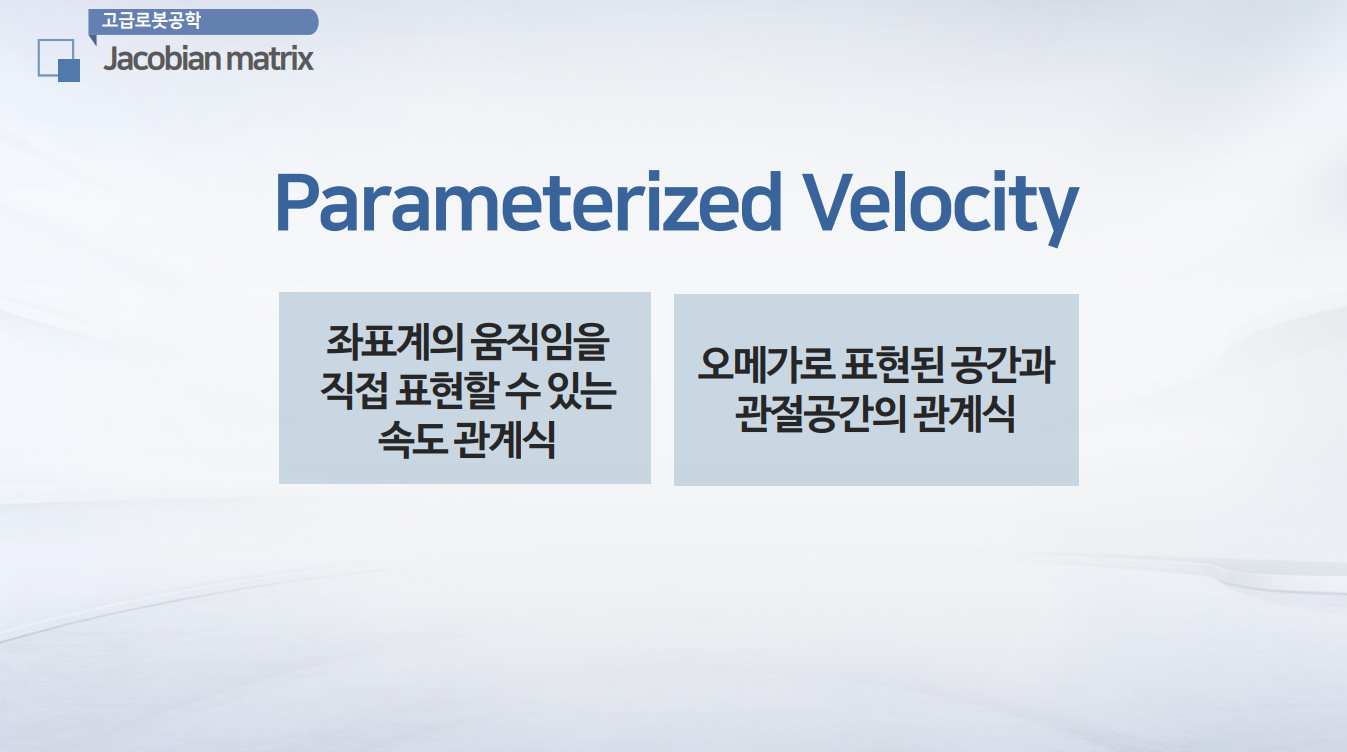 고급로봇공학
Jacobian matrix
Parameterized Velocity
좌표계의 움직임을
직접 표현할 수 있는
속도 관계식
오메가로 표현된 공간과
관절공간의 관계식